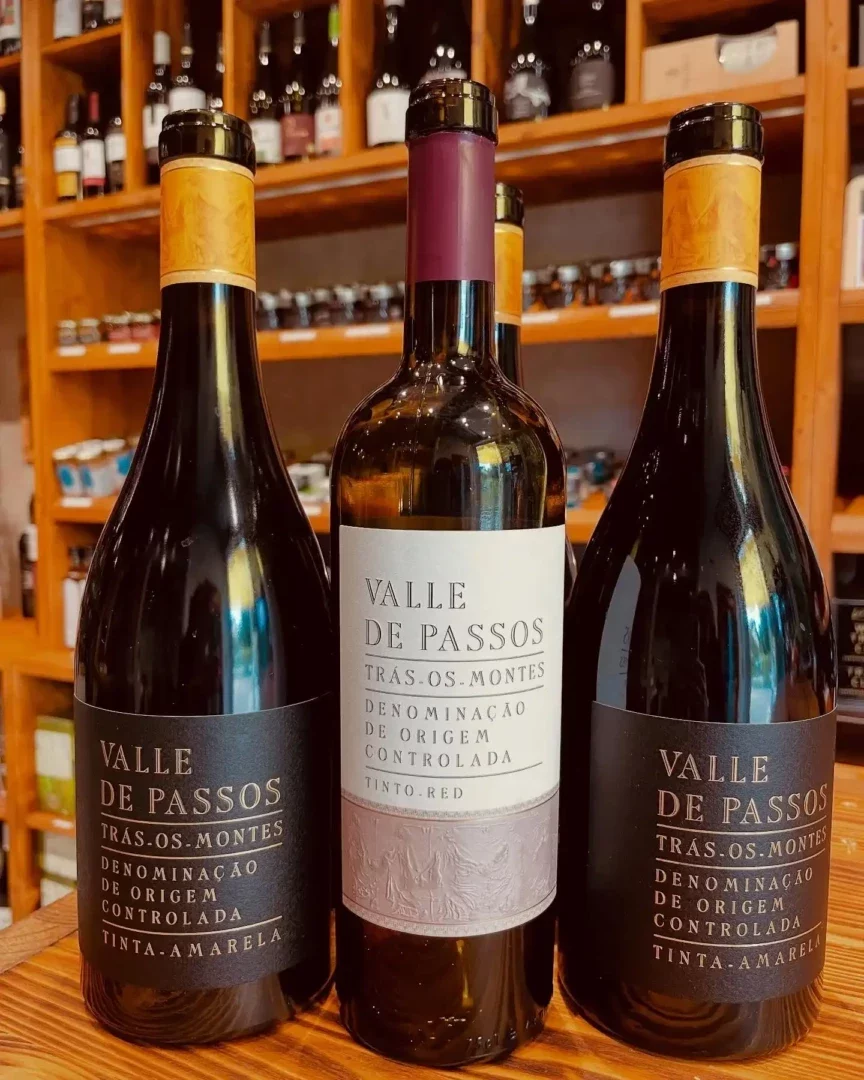 VALLE
DE PASSOS
TRÁS-OS-MONTES
DENOMINAÇÃO
DE ORIGEM
CONTROLADA
TINTA-AMARELA
VALLE
DE PASSOS
TRÁS-OS-MONTES
DENOMINAÇÃO
DE ORIGEM
CONTROLADA
TINTO-RED
VALLE
DE PASSOS
TRÁS-OS-MONTES
DENOMINAÇÃO
DE ORIGEM
CONTROLADA
TINTA-AMARELA